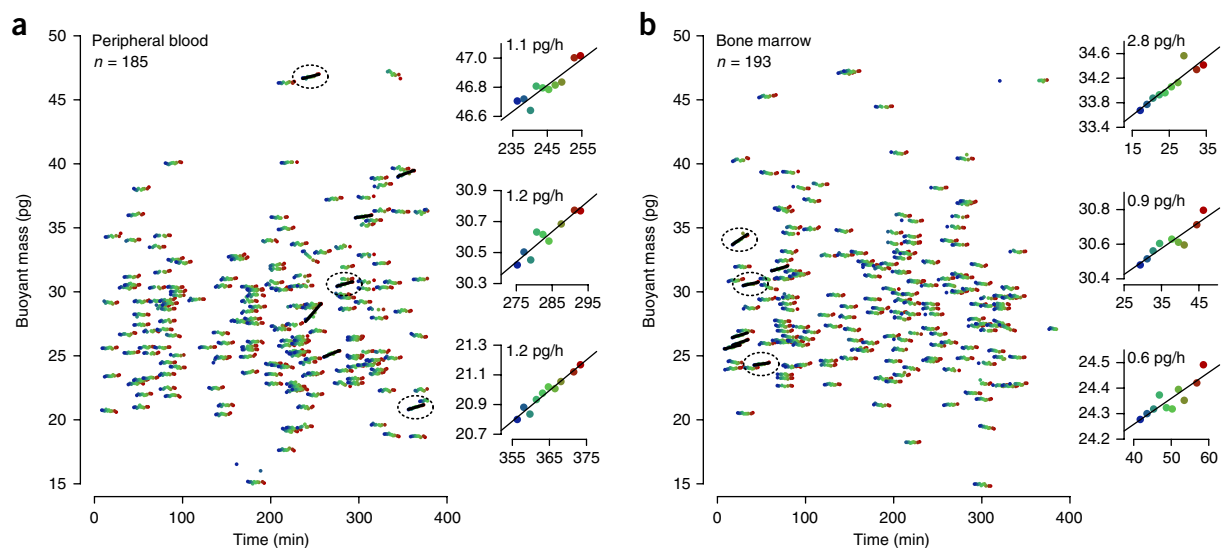 a
Peripheral blood
n = 185
Buoyant mass (pg)
50
45
40
35
30
25
20
15
0 100 200 300 400
Time (min)
1.1 pg/h
47.0
46.8
46.6
235 245 255
1.2 pg/h
30.9
30.7
30.5
30.3
275 285 295
1.2 pg/h
21.3
21.1
20.9
20.7
355 365 375
b
Bone marrow
n = 193
Buoyant mass (pg)
50
45
40
35
30
25
20
15
0 100 200 300 400
Time (min)
2.8 pg/h
34.6
34.2
33.8
33.4
15 25 35
0.9 pg/h
30.8
30.6
30.4
25 35 45
0.6 pg/h
24.5
24.4
24.3
24.2
40 50 60